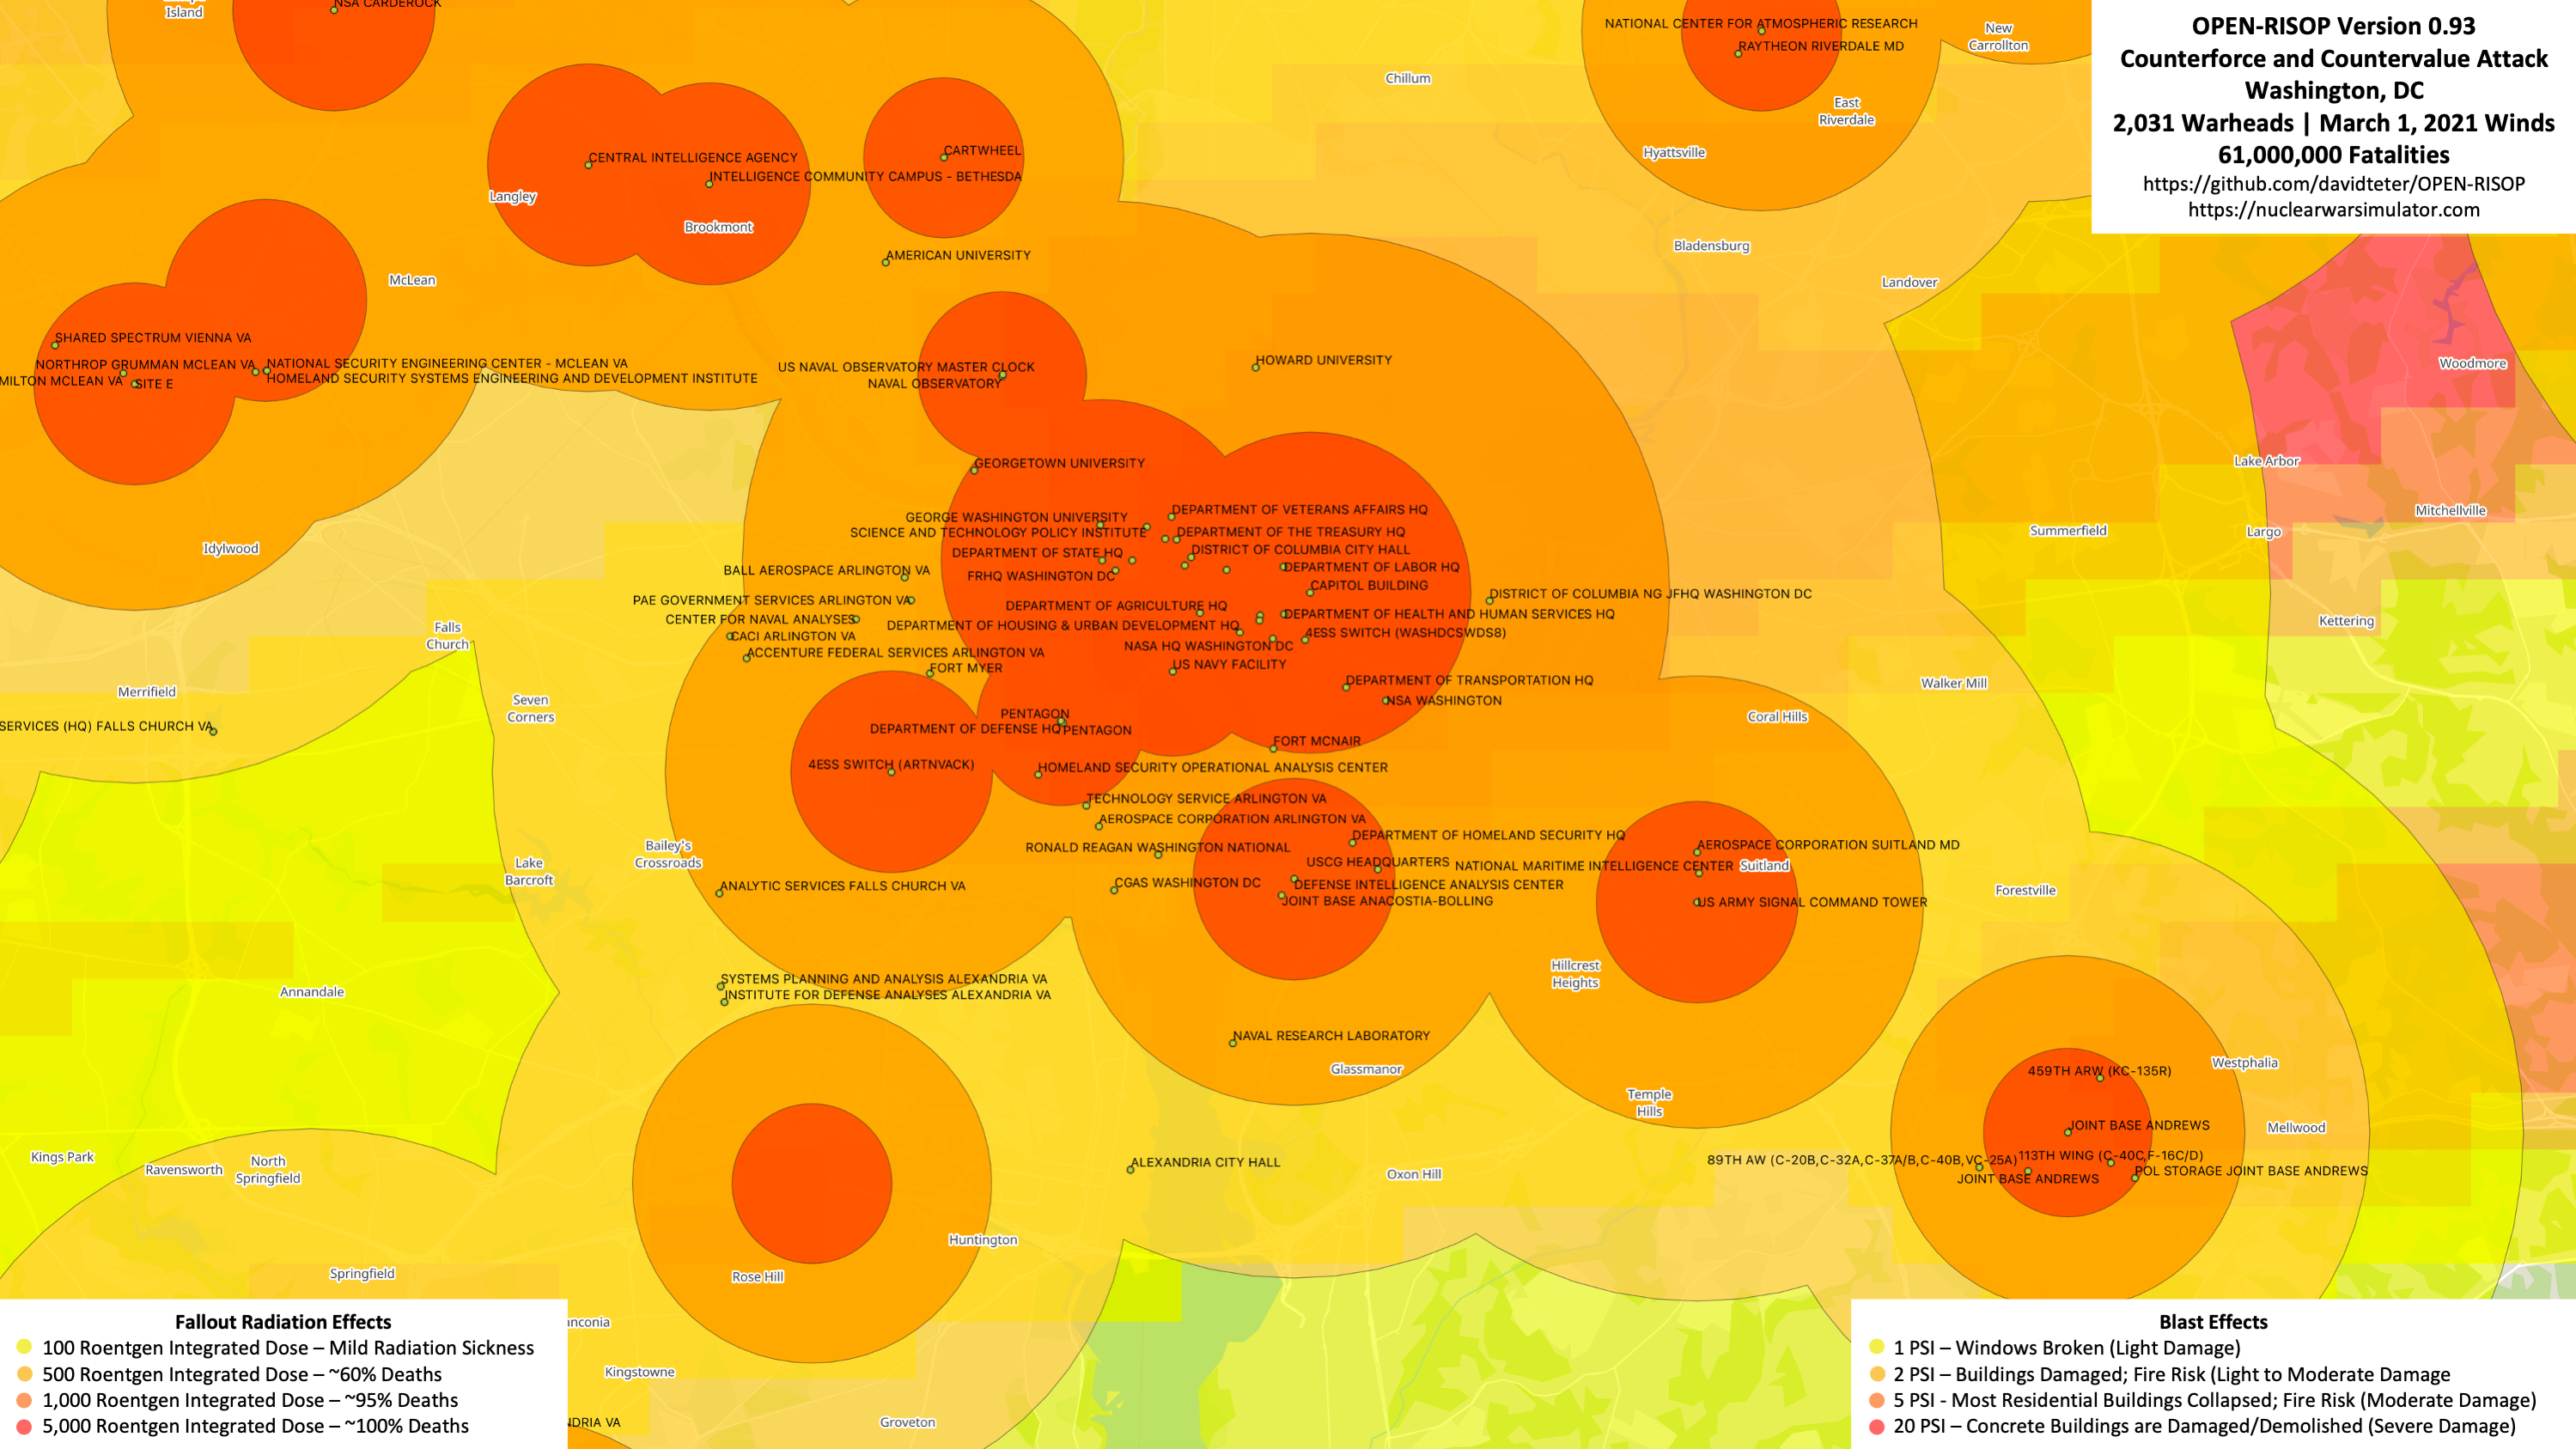 Island
NSA CARDEROCK
NATIONAL CENTER FOR ATMOSPHERIC RESEARCH
RAYTHEON RIVERDALE MD
New
Carrollton
OPEN-RISOP Version 0.93
Counterforce and Countervalue Attack
Washington, DC
2,031 Warheads | March 1, 2021 Winds
61,000,000 Fatalities
https://github.com/davidteter/OPEN-RISOP
https://nuclearwarsimulator.com
Chillum
East
Riverdale
Hyattsville
CENTRAL INTELLIGENCE AGENCY
CARTWHEEL
INTELLIGENCE COMMUNITY CAMPUS - BETHESDA
Langley
Brookmont
AMERICAN UNIVERSITY
Bladensburg
McLean
Landover
SHARED SPECTRUM VIENNA VA
NORTHROP GRUMMAN MCLEAN VA
NATIONAL SECURITY ENGINEERING CENTER - MCLEAN VA
MILTON MCLEAN VA
SITE E
HOMELAND SECURITY SYSTEMS ENGINEERING AND DEVELOPMENT INSTITUTE
US NAVAL OBSERVATORY MASTER CLOCK
NAVAL OBSERVATORY
HOWARD UNIVERSITY
Woodmore
GEORGETOWN UNIVERSITY
Lake Arbor
DEPARTMENT OF VETERANS AFFAIRS HQ
GEORGE WASHINGTON UNIVERSITY
SCIENCE AND TECHNOLOGY POLICY INSTITUTE
DEPARTMENT OF THE TREASURY HQ
Mitchellville
Summerfield
Largo
Idylwood
DEPARTMENT OF STATE HQ
DISTRICT OF COLUMBIA CITY HALL
BALL AEROSPACE ARLINGTON VA
FRHQ WASHINGTON DC
DEPARTMENT OF LABOR HQ
CAPITOL BUILDING
PAE GOVERNMENT SERVICES ARLINGTON VA
DISTRICT OF COLUMBIA NG JFHQ WASHINGTON DC
DEPARTMENT OF AGRICULTURE HQ
DEPARTMENT OF HEALTH AND HUMAN SERVICES HQ
CENTER FOR NAVAL ANALYSES
DEPARTMENT OF HOUSING & URBAN DEVELOPMENT HQ
4ESS SWITCH (WASHDCSWDS8)
Kettering
Falls
Church
CACI ARLINGTON VA
NASA HQ WASHINGTON DC
ACCENTURE FEDERAL SERVICES ARLINGTON VA
FORT MYER
US NAVY FACILITY
DEPARTMENT OF TRANSPORTATION HQ
Walker Mill
Merrifield
NSA WASHINGTON
Seven
Corners
SERVICES (HQ) FALLS CHURCH VA
PENTAGON
DEPARTMENT OF DEFENSE HQ
PENTAGON
Coral Hills
FORT MCNAIR
4ESS SWITCH (ARTNVACK)
HOMELAND SECURITY OPERATIONAL ANALYSIS CENTER
TECHNOLOGY SERVICE ARLINGTON VA
AEROSPACE CORPORATION ARLINGTON VA
DEPARTMENT OF HOMELAND SECURITY HQ
Bailey's
Crossroads
RONALD REAGAN WASHINGTON NATIONAL
AEROSPACE CORPORATION SUITLAND MD
USCG HEADQUARTERS
NATIONAL MARITIME INTELLIGENCE CENTER
Suitland
Lake
Barcroft
ANALYTIC SERVICES FALLS CHURCH VA
CGAS WASHINGTON DC
DEFENSE INTELLIGENCE ANALYSIS CENTER
JOINT BASE ANACOSTIA-BOLLING
US ARMY SIGNAL COMMAND TOWER
Forestville
SYSTEMS PLANNING AND ANALYSIS ALEXANDRIA VA
INSTITUTE FOR DEFENSE ANALYSES ALEXANDRIA VA
Hillcrest
Heights
Annandale
NAVAL RESEARCH LABORATORY
Glassmanor
Westphalia
459TH ARW (KC-135R)
Temple
Hills
JOINT BASE ANDREWS
Mellwood
Kings Park
Ravensworth
North
Springfield
ALEXANDRIA CITY HALL
Oxon Hill
89TH AW (C-20B,C-32A,C-37A/B,C-40B,VC-25A)
113TH WING (C-40C,F-16C/D)
JOINT BASE ANDREWS
POL STORAGE JOINT BASE ANDREWS
Huntington
Springfield
Rose Hill
nconia
Kingstowne
NDRIA VA
Groveton
Fallout Radiation Effects
100 Roentgen Integrated Dose – Mild Radiation Sickness
500 Roentgen Integrated Dose – ~60% Deaths
1,000 Roentgen Integrated Dose – ~95% Deaths
5,000 Roentgen Integrated Dose – ~100% Deaths
Blast Effects
1 PSI – Windows Broken (Light Damage)
2 PSI – Buildings Damaged; Fire Risk (Light to Moderate Damage
5 PSI - Most Residential Buildings Collapsed; Fire Risk (Moderate Damage)
20 PSI – Concrete Buildings are Damaged/Demolished (Severe Damage)